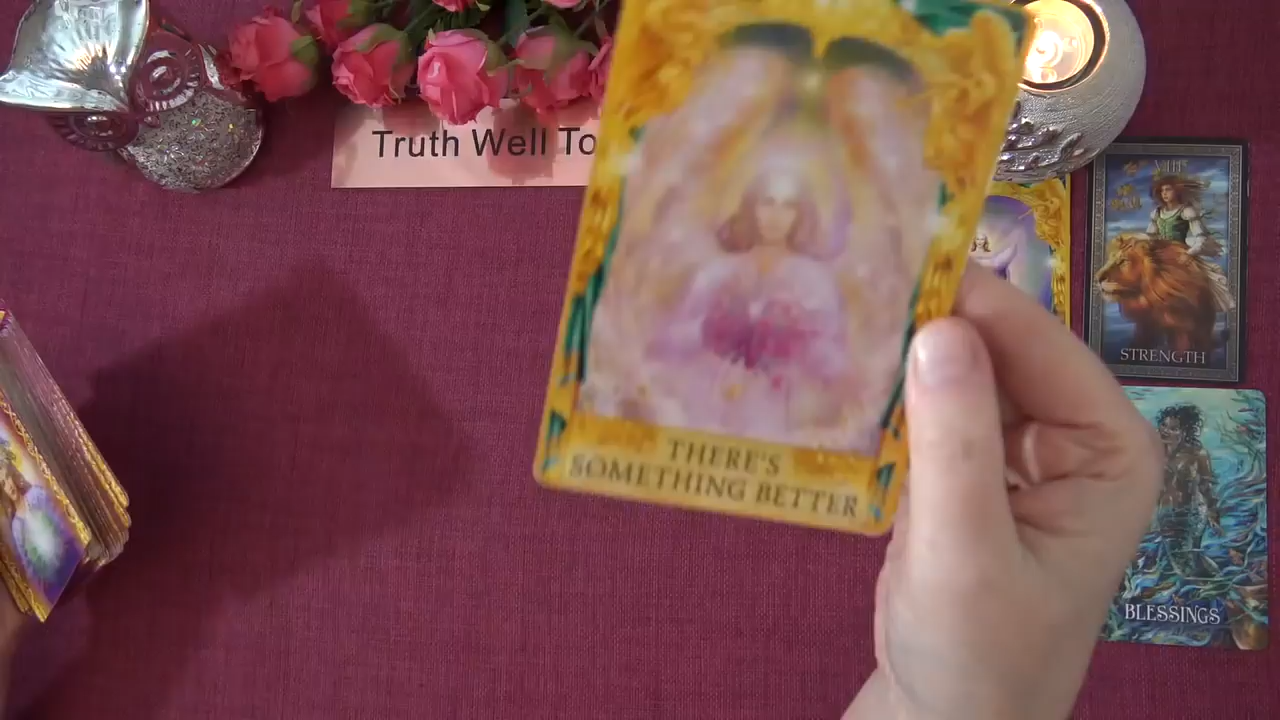 Truth Well To
THERE'S
SOMETHING BETTER
VIII
STRENGTH
BLESSINGS